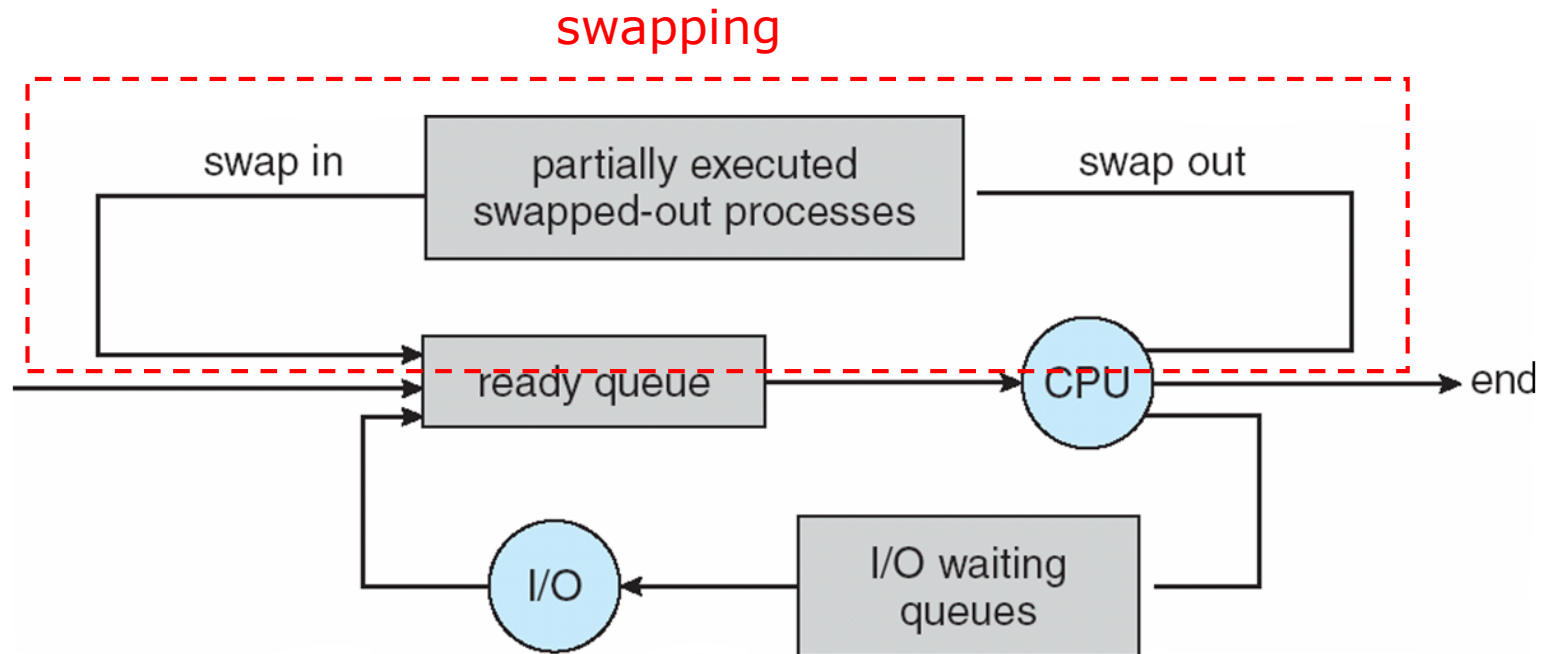 swapping
swap in
partially executed
swapped-out processes
swap out
ready queue
CPU
end
I/O
I/O waiting
queues